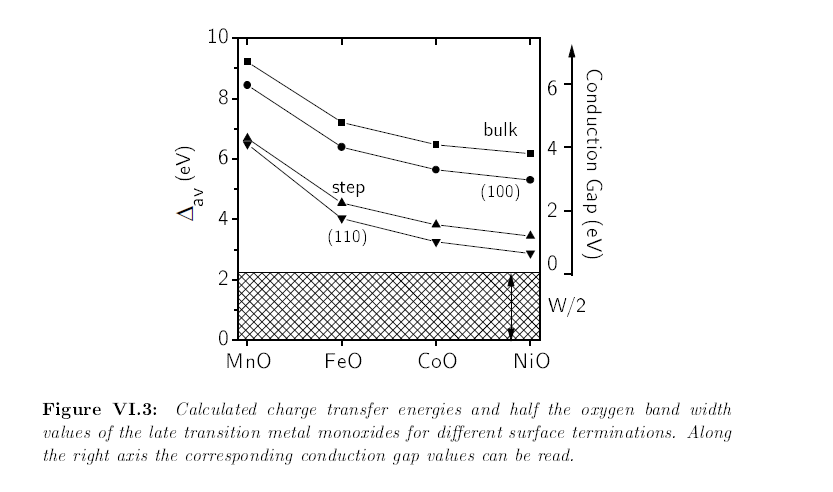 10
8
6
4
2
0
Δav (eV)
bulk
(100)
step
(110)
6
4
2
0
Conduction Gap (eV)
W/2
MnO FeO CoO NiO
Figure VI.3: Calculated charge transfer energies and half the oxygen band width
values of the late transition metal monoxides for different surface terminations. Along
the right axis the corresponding conduction gap values can be read.